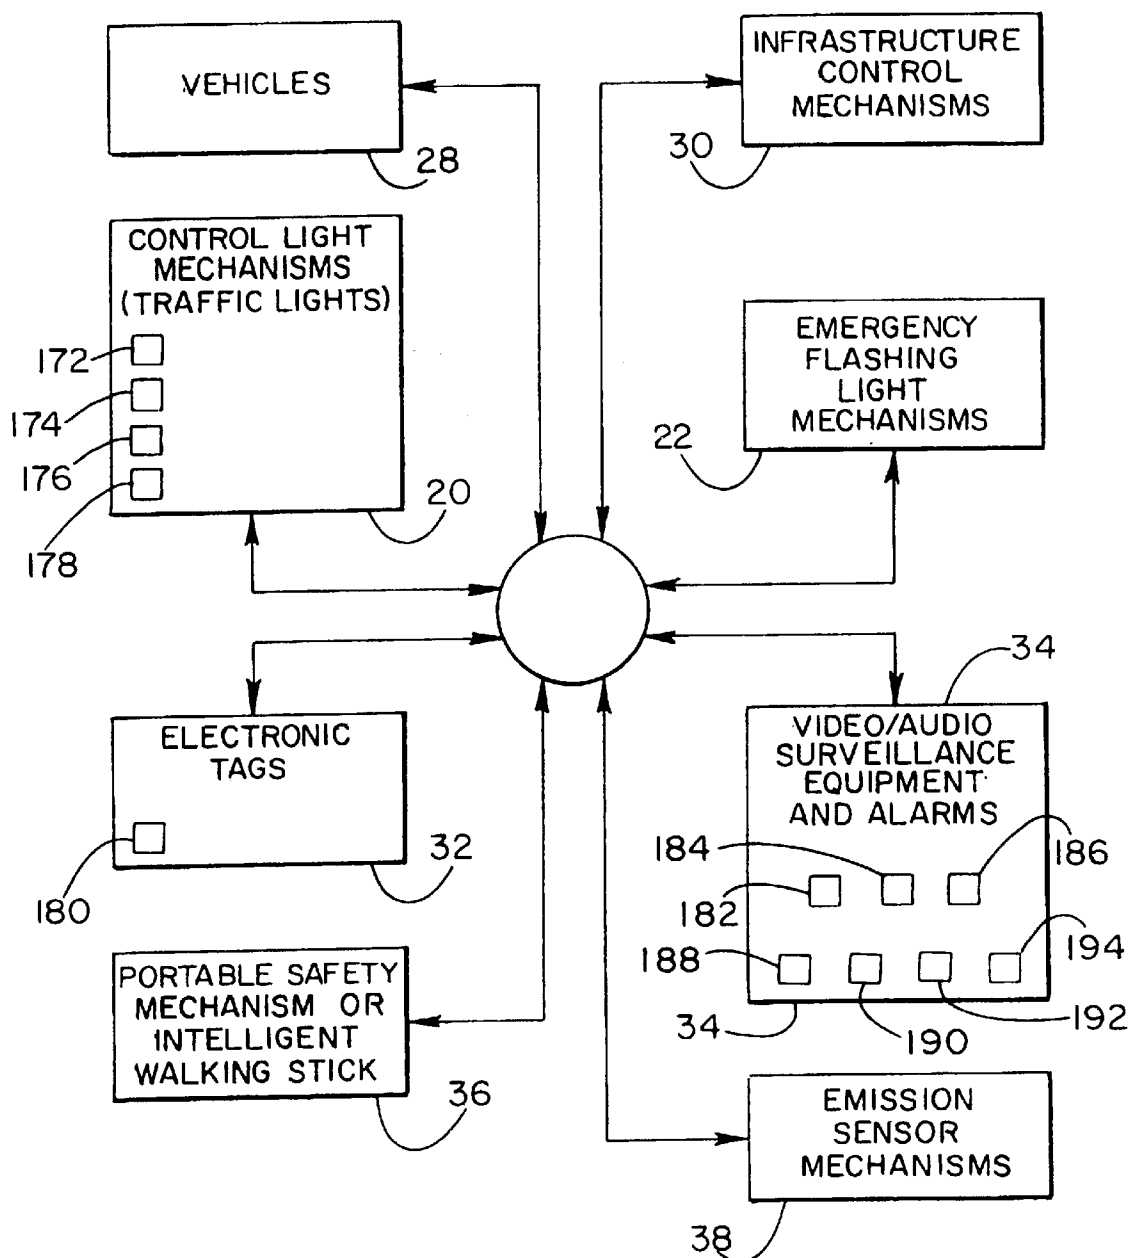 VEHICLES
28
INFRASTRUCTURE
CONTROL
MECHANISMS
30
CONTROL LIGHT
MECHANISMS
(TRAFFIC LIGHTS)
172
174
176
178
20
EMERGENCY
FLASHING
LIGHT
MECHANISMS
22
ELECTRONIC
TAGS
180
32
34
VIDEO/AUDIO
SURVEILLANCE
EQUIPMENT
AND ALARMS
184
186
182
188
194
34
190
192
PORTABLE SAFETY
MECHANISM OR
INTELLIGENT
WALKING STICK
36
EMISSION
SENSOR
MECHANISMS
38